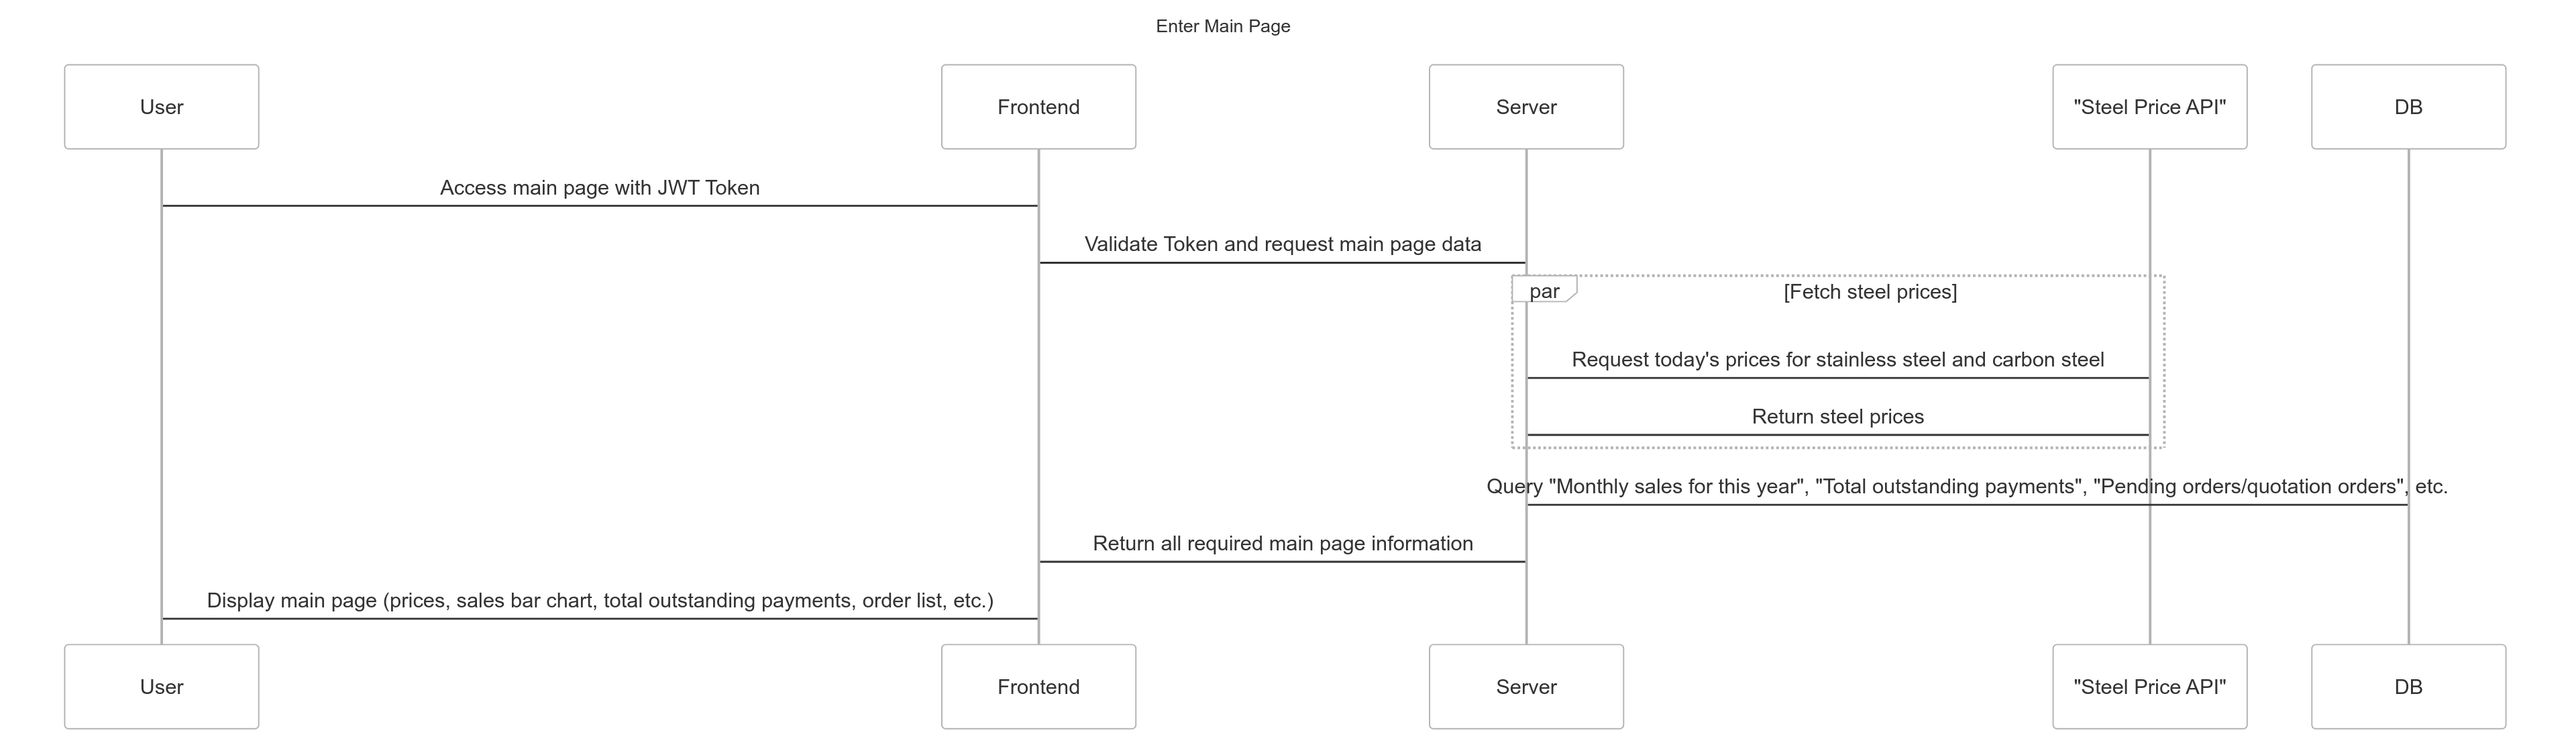 Enter Main Page
User
Frontend
Server
"Steel Price API"
DB
Access main page with JWT Token
Validate Token and request main page data
par
[Fetch steel prices]
Request today's prices for stainless steel and carbon steel
Return steel prices
Query "Monthly sales for this year", "Total outstanding payments", "Pending orders/quotation orders", etc.
Return all required main page information
Display main page (prices, sales bar chart, total outstanding payments, order list, etc.)
User
Frontend
Server
"Steel Price API"
DB